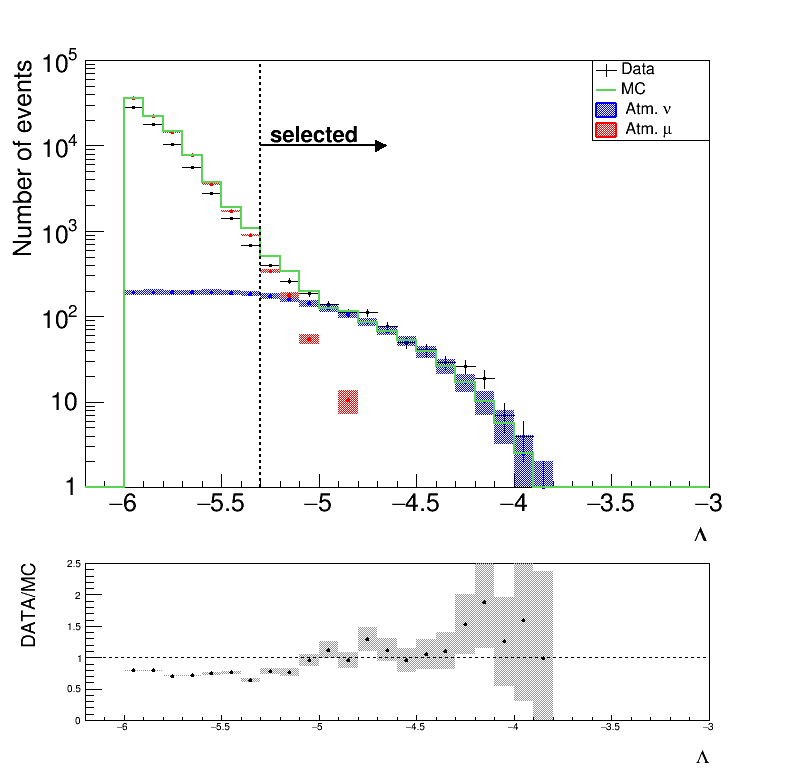 Number of events
10^5
10^4
10^3
10^2
10
1
selected
Data
MC
Atm. ν
Atm. μ
−6 −5.5 −5 −4.5 −4 −3.5 −3
Λ
DATA/MC
2.5
2
1.5
1
0.5
0
−6 −5.5 −5 −4.5 −4 −3.5 −3
Λ